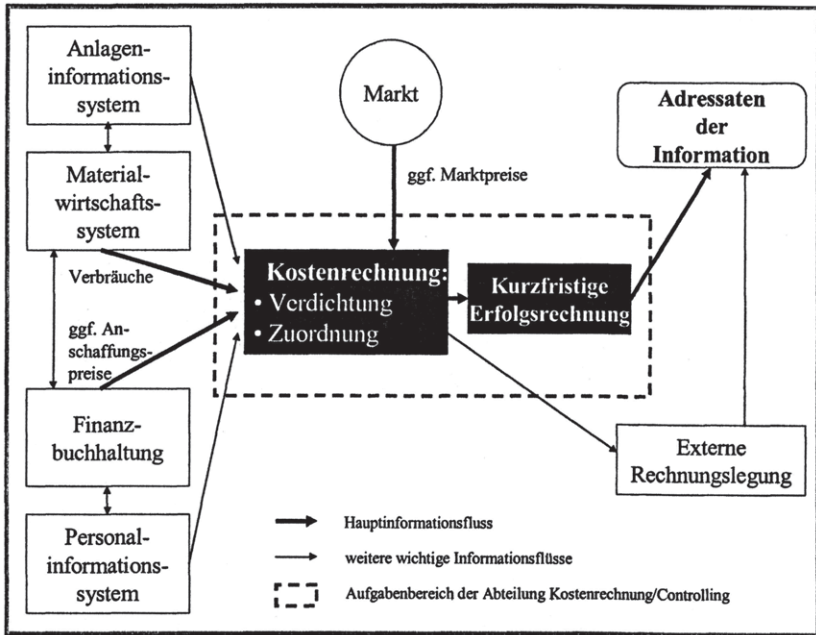 Anlagen-
informations-
system
Markt
Adressaten
der
Information
Material-
wirtschafts-
system
ggf. Marktpreise
Verbräuche
Kostenrechnung:
• Verdichtung
• Zuordnung
Kurzfristige
Erfolgsrechnung
ggf. An-
schaffungs-
preise
Finanz-
buchhaltung
Externe
Rechnungslegung
Personal-
informations-
system
Hauptinformationsfluss
weitere wichtige Informationsflüsse
Aufgabenbereich der Abteilung Kostenrechnung/Controlling